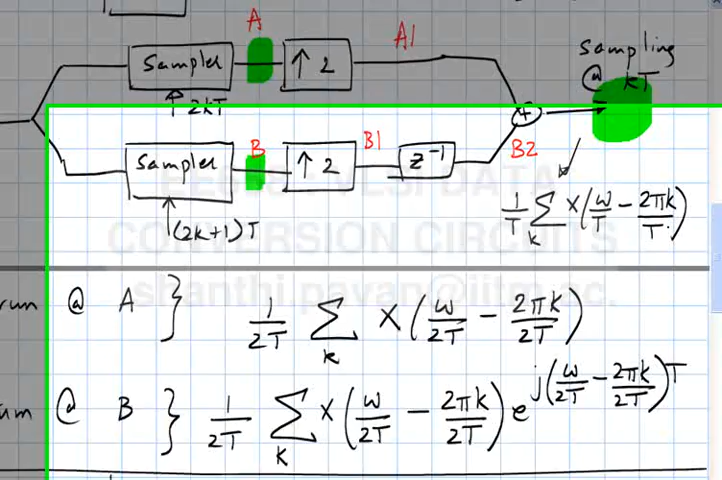 A
A1
Sampler
↑ 2
Sampling
@ kT
↑2kT
+
B
B1
B2
Sampler
↑ 2
z⁻¹
(2k+1)T
1/T Σ_k X(ω/T − 2πk/T)
VLSI DATA
CONVERSION CIRCUITS
shanthi.pavan@iitm.ac.
@ A } 1/2T Σ_k X(ω/2T − 2πk/2T)
@ B } 1/2T Σ_k X(ω/2T − 2πk/2T) e^{j(ω/2T − 2πk/2T)T}